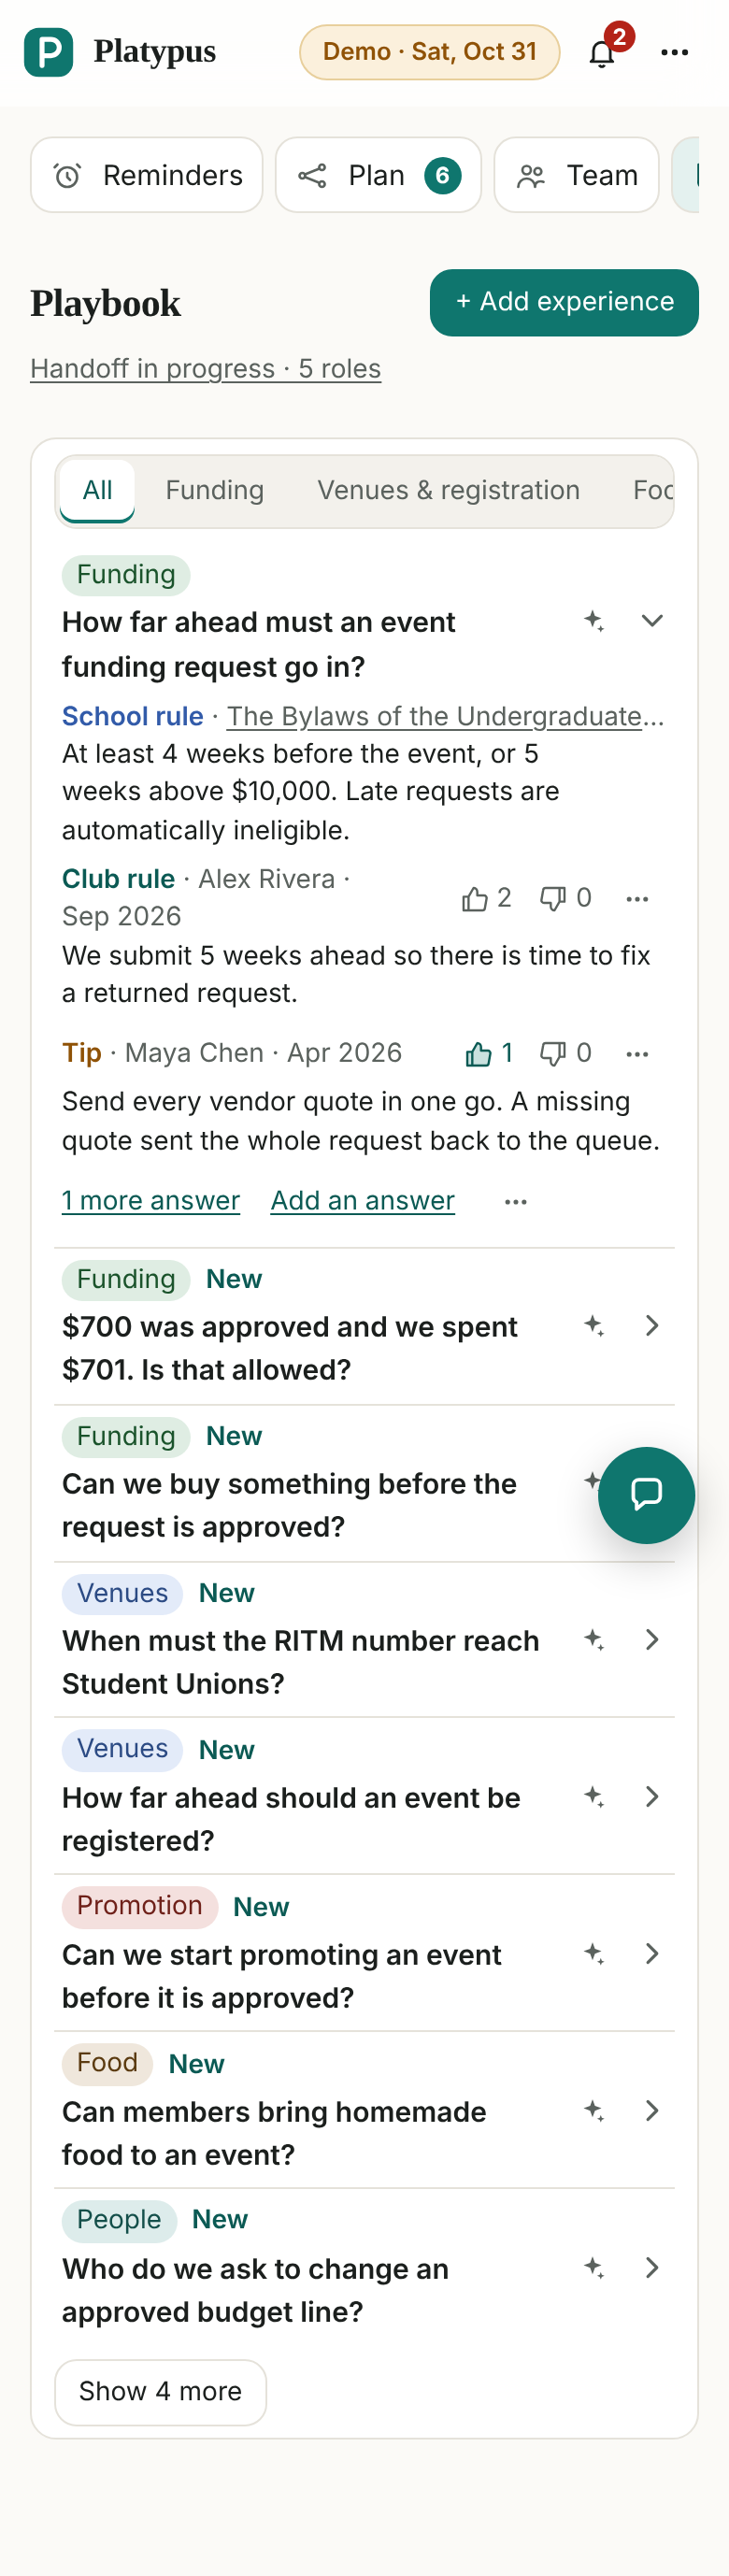 P Platypus
Demo · Sat, Oct 31
2
Reminders
Plan 6
Team
Playbook
+ Add experience
Handoff in progress · 5 roles
All
Funding
Venues & registration
Foo
Funding
How far ahead must an event
funding request go in?
School rule · The Bylaws of the Undergraduate...
At least 4 weeks before the event, or 5
weeks above $10,000. Late requests are
automatically ineligible.
Club rule · Alex Rivera ·
Sep 2026
2 0
We submit 5 weeks ahead so there is time to fix
a returned request.
Tip · Maya Chen · Apr 2026
1 0
Send every vendor quote in one go. A missing
quote sent the whole request back to the queue.
1 more answer Add an answer
Funding New
$700 was approved and we spent
$701. Is that allowed?
Funding New
Can we buy something before the
request is approved?
Venues New
When must the RITM number reach
Student Unions?
Venues New
How far ahead should an event be
registered?
Promotion New
Can we start promoting an event
before it is approved?
Food New
Can members bring homemade
food to an event?
People New
Who do we ask to change an
approved budget line?
Show 4 more